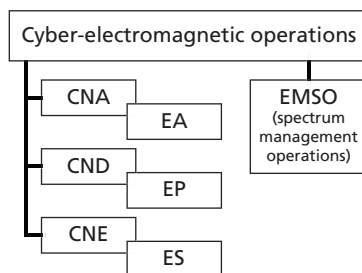 Cyber-electromagnetic operations
CNA
EA
CND
EP
CNE
ES
EMSO
(spectrum
management
operations)